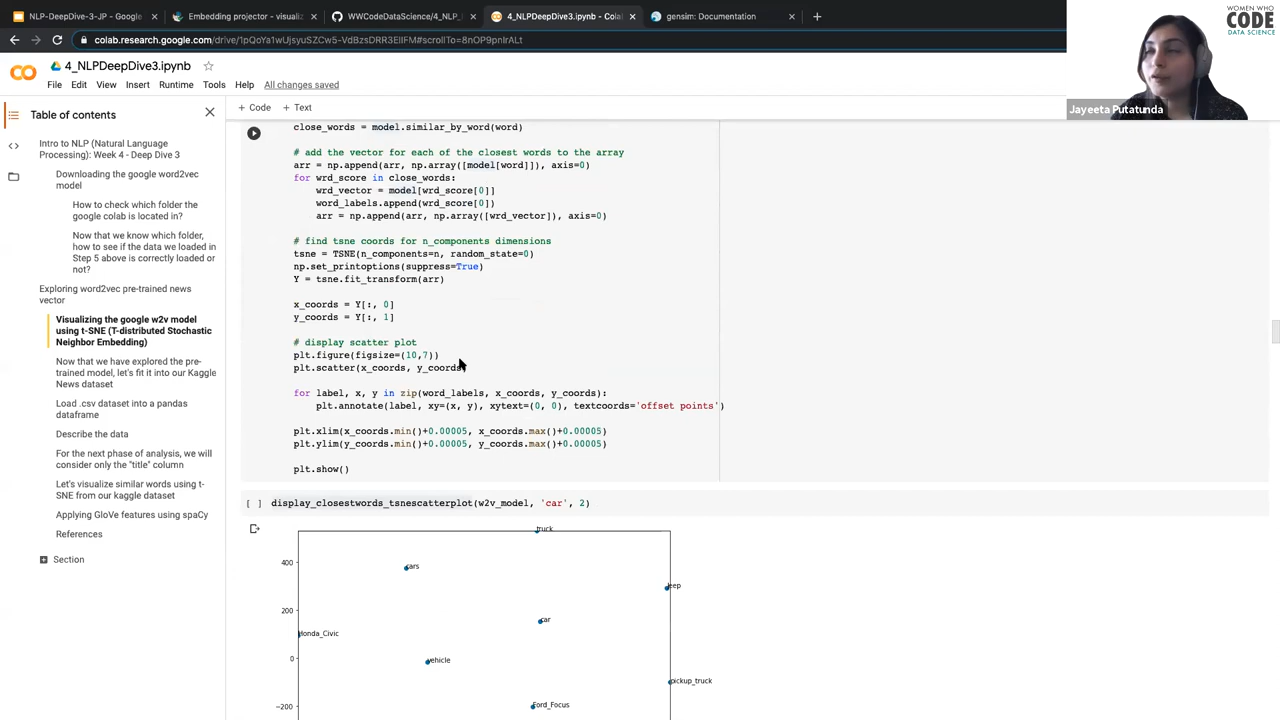 NLP-DeepDive-3-JP - Google
Embedding projector - visualiz
WWCodeDataScience/4_NLP_
4_NLPDeepDive3.ipynb - Colab
gensim: Documentation
WOMEN WHO
CODE
DATA SCIENCE
colab.research.google.com/drive/1pQoYa1wUjsyuSZCw5-VdBzsDRR3ElIFM#scrollTo=8nOP9pnIrALt
4_NLPDeepDive3.ipynb
File Edit View Insert Runtime Tools Help All changes saved
Jayeeta Putatunda
Table of contents
+ Code + Text
Intro to NLP (Natural Language
Processing): Week 4 - Deep Dive 3
Downloading the google word2vec
model
How to check which folder the
google colab is located in?
Now that we know which folder,
how to see if the data we loaded in
Step 5 above is correctly loaded or
not?
Exploring word2vec pre-trained news
vector
Visualizing the google w2v model
using t-SNE (T-distributed Stochastic
Neighbor Embedding)
Now that we have explored the pre-
trained model, let's fit it into our Kaggle
News dataset
Load .csv dataset into a pandas
dataframe
Describe the data
For the next phase of analysis, we will
consider only the "title" column
Let's visualize similar words using t-
SNE from our kaggle dataset
Applying GloVe features using spaCy
References
Section
close_words = model.similar_by_word(word)
# add the vector for each of the closest words to the array
arr = np.append(arr, np.array([model[word]]), axis=0)
for wrd_score in close_words:
wrd_vector = model[wrd_score[0]]
word_labels.append(wrd_score[0])
arr = np.append(arr, np.array([wrd_vector]), axis=0)
# find tsne coords for n_components dimensions
tsne = TSNE(n_components=n, random_state=0)
np.set_printoptions(suppress=True)
Y = tsne.fit_transform(arr)
x_coords = Y[:, 0]
y_coords = Y[:, 1]
# display scatter plot
plt.figure(figsize=(10,7))
plt.scatter(x_coords, y_coords)
for label, x, y in zip(word_labels, x_coords, y_coords):
plt.annotate(label, xy=(x, y), xytext=(0, 0), textcoords='offset points')
plt.xlim(x_coords.min()+0.00005, x_coords.max()+0.00005)
plt.ylim(y_coords.min()+0.00005, y_coords.max()+0.00005)
plt.show()
[ ] display_closestwords_tsnescatterplot(w2v_model, 'car', 2)
truck
400
cars
jeep
200
car
Honda_Civic
0
vehicle
pickup_truck
−200
Ford_Focus